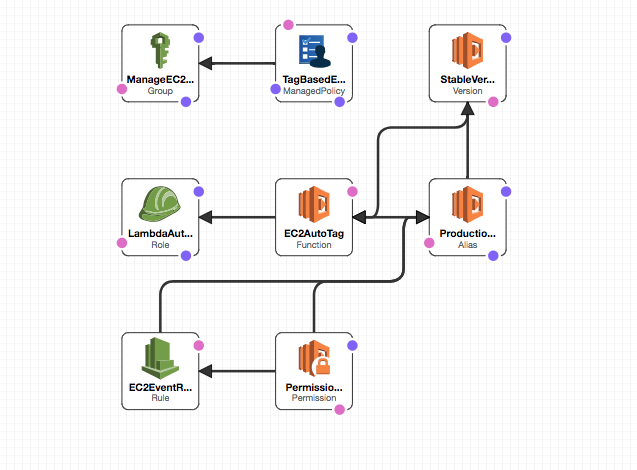 ManageEC2...
Group
TagBasedE...
ManagedPolicy
StableVer...
Version
LambdaAut...
Role
EC2AutoTag
Function
Productio...
Alias
EC2EventR...
Rule
Permissio...
Permission